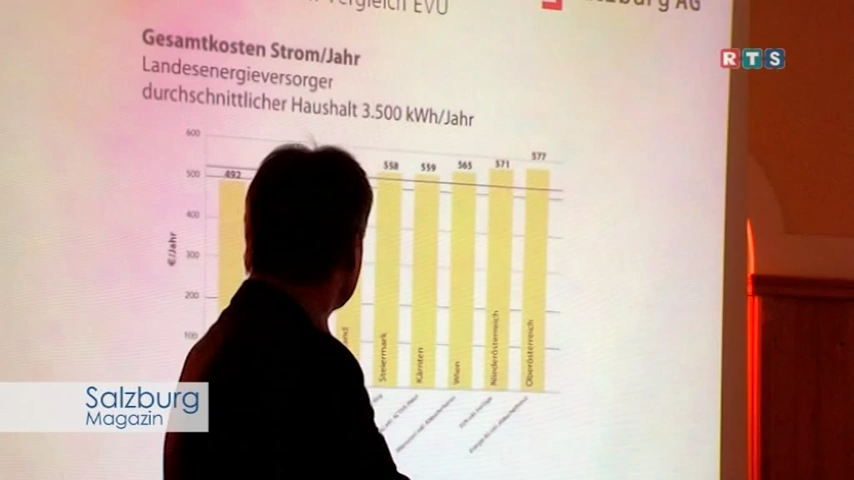 Vergleich EVU
Salzburg AG
RTS
Gesamtkosten Strom/Jahr
Landesenergieversorger
durchschnittlicher Haushalt 3.500 kWh/Jahr
600
500
400
300
200
100
€/Jahr
492
558
559
565
571
577
Steiermark
Kärnten
Wien
Niederösterreich
Oberösterreich
Salzburg
Magazin